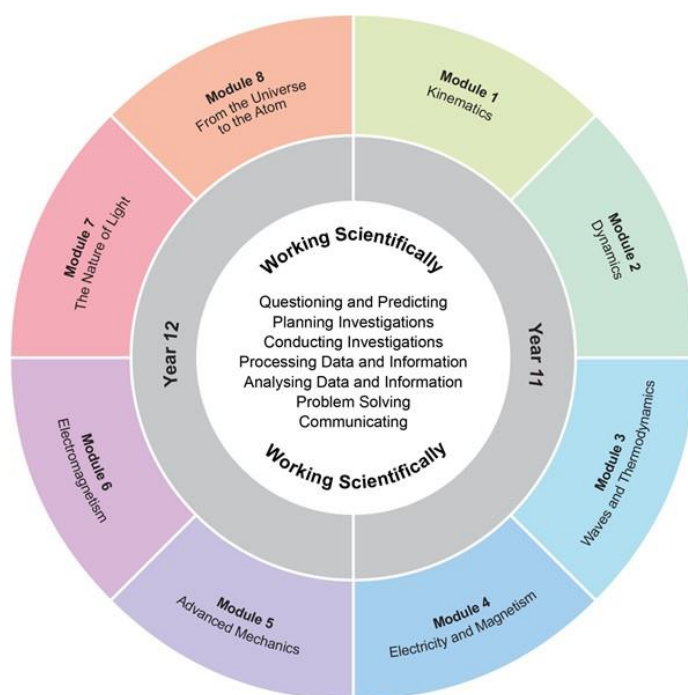 Module 1
Kinematics
Module 2
Dynamics
Module 3
Waves and Thermodynamics
Module 4
Electricity and Magnetism
Module 5
Advanced Mechanics
Module 6
Electromagnetism
Module 7
The Nature of Light
Module 8
From the Universe
to the Atom
Year 11
Year 12
Working Scientifically
Questioning and Predicting
Planning Investigations
Conducting Investigations
Processing Data and Information
Analysing Data and Information
Problem Solving
Communicating
Working Scientifically